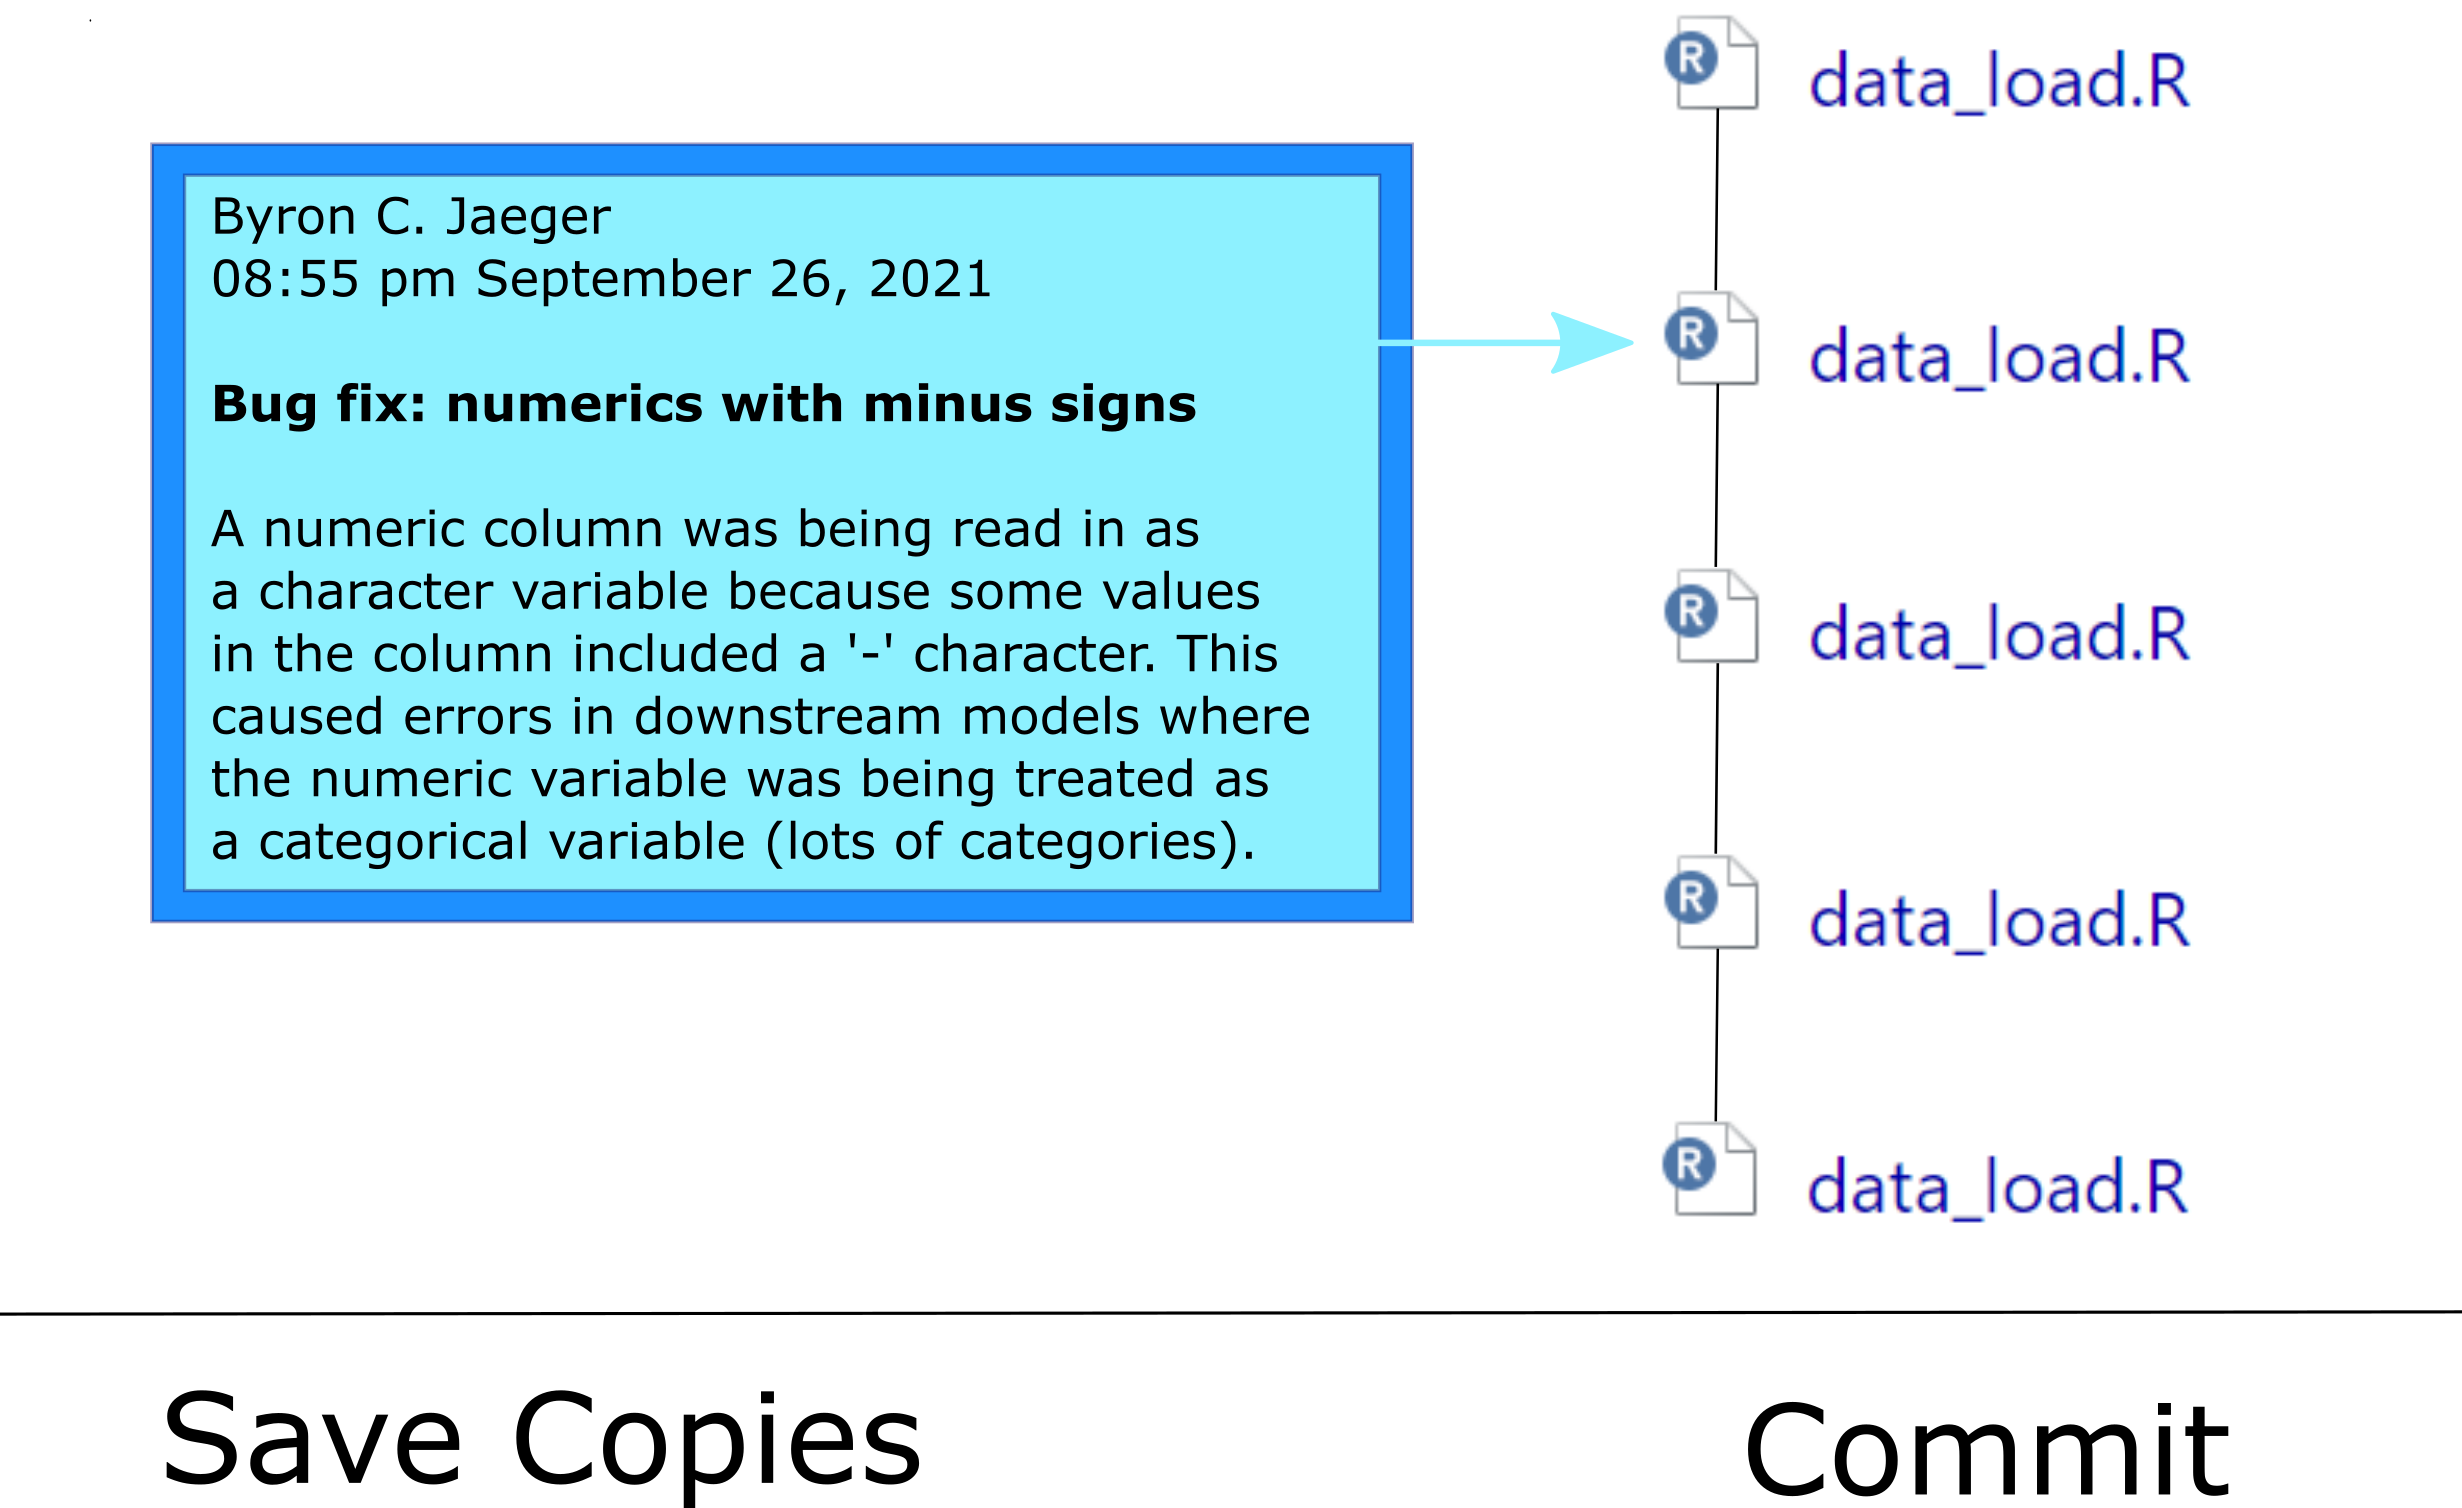 R data_load.R
Byron C. Jaeger
08:55 pm September 26, 2021
Bug fix: numerics with minus signs
A numeric column was being read in as
a character variable because some values
in the column included a '-' character. This
caused errors in downstream models where
the numeric variable was being treated as
a categorical variable (lots of categories).
R data_load.R
R data_load.R
R data_load.R
R data_load.R
Save Copies
Commit